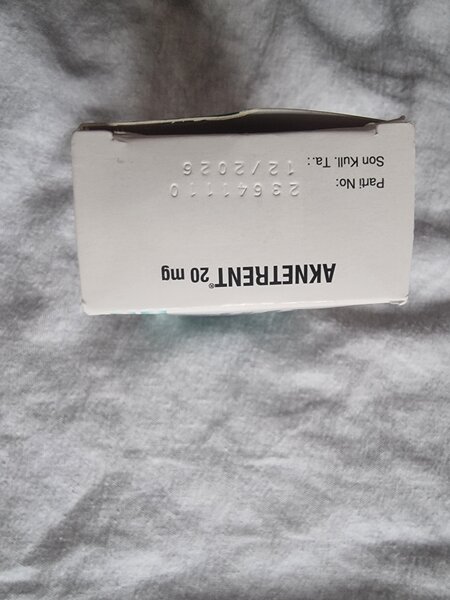 AKNETRENT® 20 mg
Parti No: 23641110
Son Kull. Ta.: 12/2026